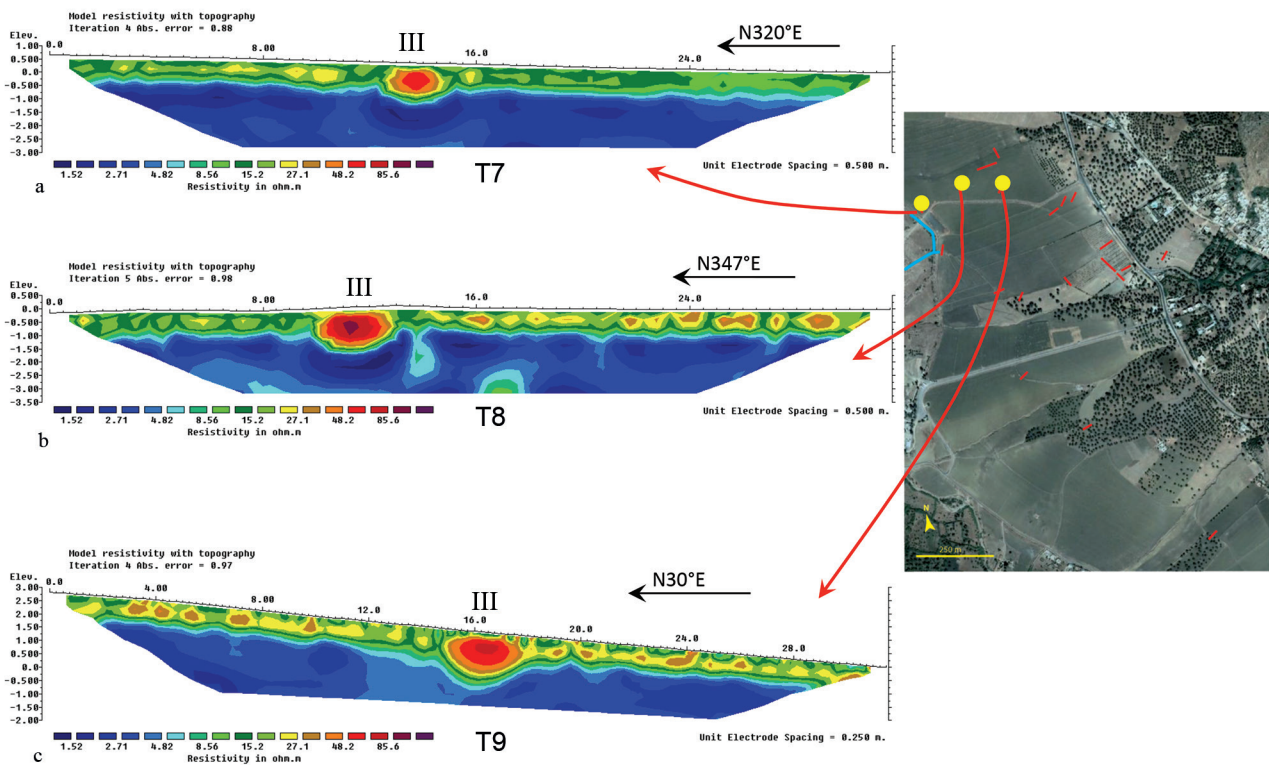 Model resistivity with topography
Iteration 4 Abs. error = 0.88
III
N320°E
Elev.
0.0 8.00 16.0 24.0
1.00
0.500
0.0
-0.500
-1.00
-1.50
-2.00
-2.50
-3.00
1.52 2.71 4.82 8.56 15.2 27.1 48.2 85.6
Resistivity in ohm.m
T7
Unit Electrode Spacing = 0.500 m.
a
Model resistivity with topography
Iteration 5 Abs. error = 0.98
III
N347°E
Elev.
0.0 8.00 16.0 24.0
0.500
0.0
-0.500
-1.00
-1.50
-2.00
-2.50
-3.00
-3.50
1.52 2.71 4.82 8.56 15.2 27.1 48.2 85.6
Resistivity in ohm.m
T8
Unit Electrode Spacing = 0.500 m.
b
Model resistivity with topography
Iteration 4 Abs. error = 0.97
III
N30°E
Elev.
0.0 4.00 8.00 12.0 16.0 20.0 24.0 28.0
3.00
2.50
2.00
1.50
1.00
0.500
0.0
-0.500
-1.00
-1.50
-2.00
1.52 2.71 4.82 8.56 15.2 27.1 48.2 85.6
Resistivity in ohm.m
T9
Unit Electrode Spacing = 0.250 m.
c
N
250 m